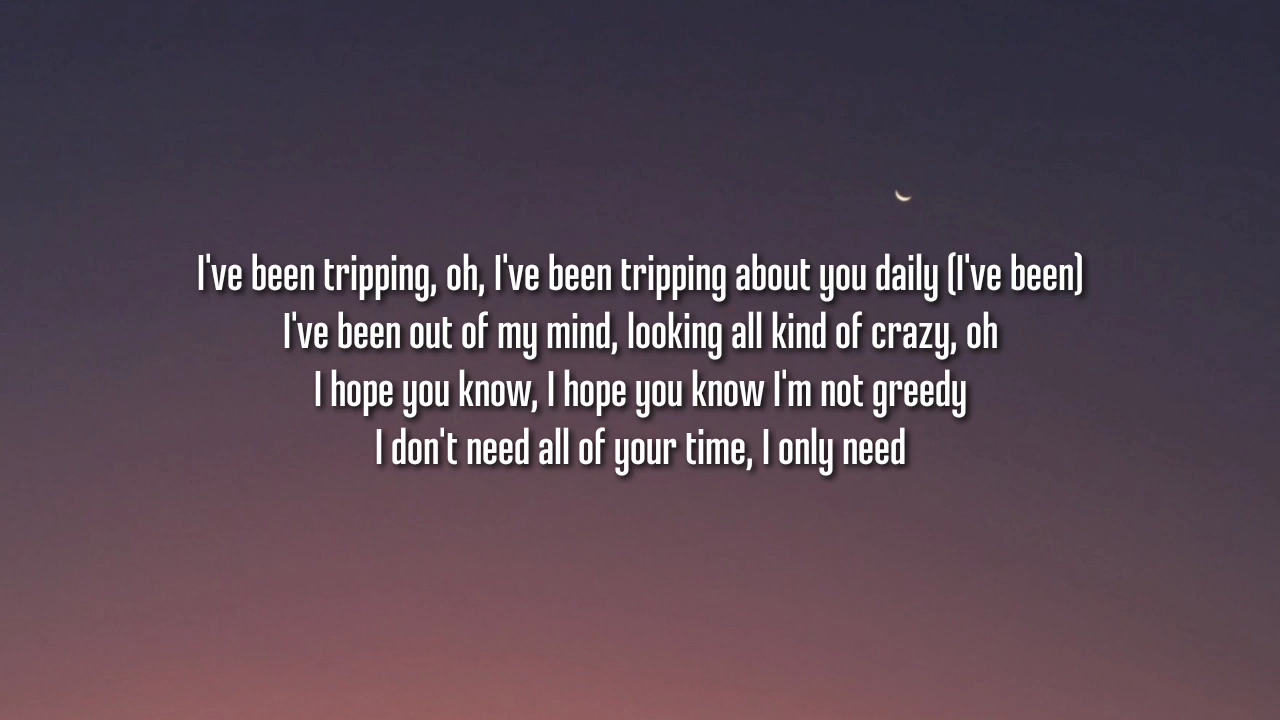 I've been tripping, oh, I've been tripping about you daily (I've been)
I've been out of my mind, looking all kind of crazy, oh
I hope you know, I hope you know I'm not greedy
I don't need all of your time, I only need